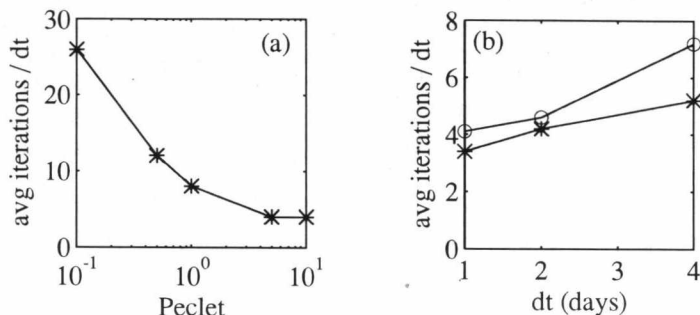 30
20
10
0
avg iterations / dt
(a)
10^-1
10^0
10^1
Peclet
8
6
4
2
0
avg iterations / dt
(b)
1
2
3
4
dt (days)